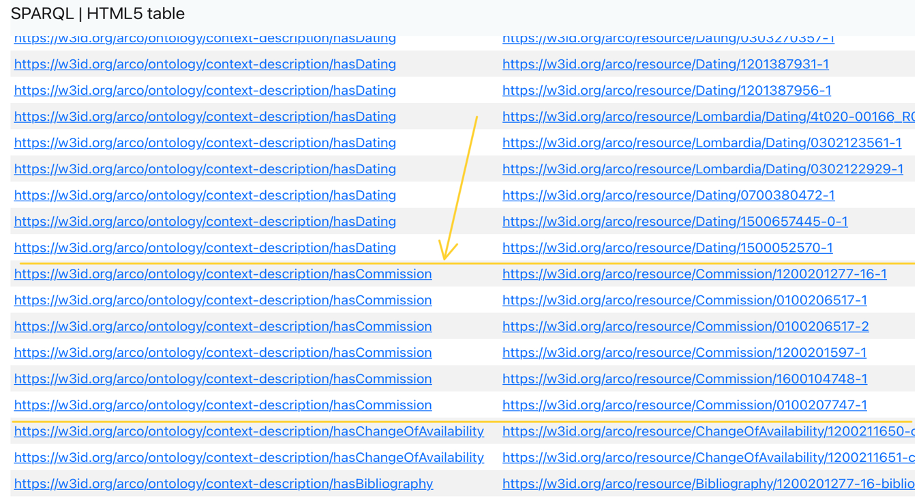 SPARQL | HTML5 table
https://w3id.org/arco/ontology/context-description/hasDating https://w3id.org/arco/resource/Dating/0303270357-1
https://w3id.org/arco/ontology/context-description/hasDating https://w3id.org/arco/resource/Dating/1201387931-1
https://w3id.org/arco/ontology/context-description/hasDating https://w3id.org/arco/resource/Dating/1201387956-1
https://w3id.org/arco/ontology/context-description/hasDating https://w3id.org/arco/resource/Lombardia/Dating/4t020-00166_R0
https://w3id.org/arco/ontology/context-description/hasDating https://w3id.org/arco/resource/Lombardia/Dating/0302123561-1
https://w3id.org/arco/ontology/context-description/hasDating https://w3id.org/arco/resource/Lombardia/Dating/0302122929-1
https://w3id.org/arco/ontology/context-description/hasDating https://w3id.org/arco/resource/Dating/0700380472-1
https://w3id.org/arco/ontology/context-description/hasDating https://w3id.org/arco/resource/Dating/1500657445-0-1
https://w3id.org/arco/ontology/context-description/hasDating https://w3id.org/arco/resource/Dating/1500052570-1
https://w3id.org/arco/ontology/context-description/hasCommission https://w3id.org/arco/resource/Commission/1200201277-16-1
https://w3id.org/arco/ontology/context-description/hasCommission https://w3id.org/arco/resource/Commission/0100206517-1
https://w3id.org/arco/ontology/context-description/hasCommission https://w3id.org/arco/resource/Commission/0100206517-2
https://w3id.org/arco/ontology/context-description/hasCommission https://w3id.org/arco/resource/Commission/1200201597-1
https://w3id.org/arco/ontology/context-description/hasCommission https://w3id.org/arco/resource/Commission/1600104748-1
https://w3id.org/arco/ontology/context-description/hasCommission https://w3id.org/arco/resource/Commission/0100207747-1
https://w3id.org/arco/ontology/context-description/hasChangeOfAvailability https://w3id.org/arco/resource/ChangeOfAvailability/1200211650-c
https://w3id.org/arco/ontology/context-description/hasChangeOfAvailability https://w3id.org/arco/resource/ChangeOfAvailability/1200211651-c
https://w3id.org/arco/ontology/context-description/hasBibliography https://w3id.org/arco/resource/Bibliography/1200201277-16-biblio